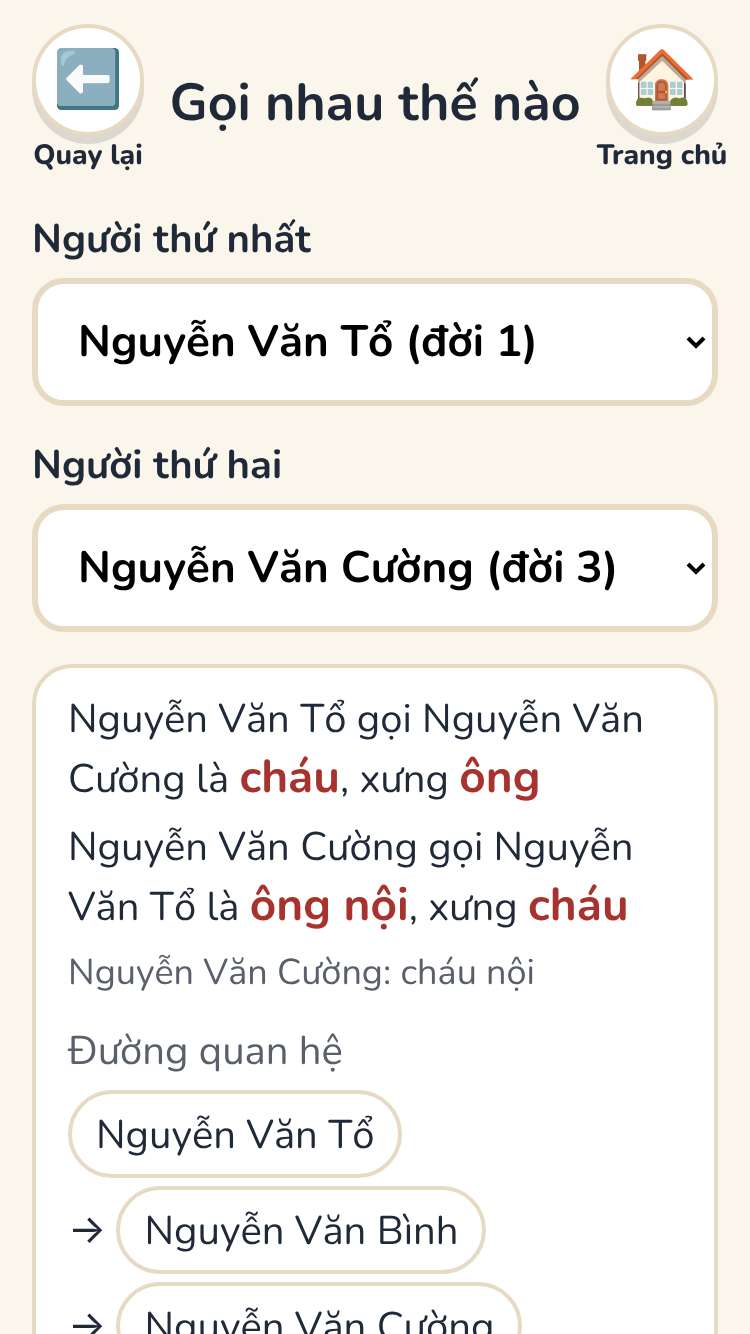 Gọi nhau thế nào
Quay lại
Trang chủ
Người thứ nhất
Nguyễn Văn Tổ (đời 1)
Người thứ hai
Nguyễn Văn Cường (đời 3)
Nguyễn Văn Tổ gọi Nguyễn Văn
Cường là cháu, xưng ông
Nguyễn Văn Cường gọi Nguyễn
Văn Tổ là ông nội, xưng cháu
Nguyễn Văn Cường: cháu nội
Đường quan hệ
Nguyễn Văn Tổ
→ Nguyễn Văn Bình
→ Nguyễn Văn Cường